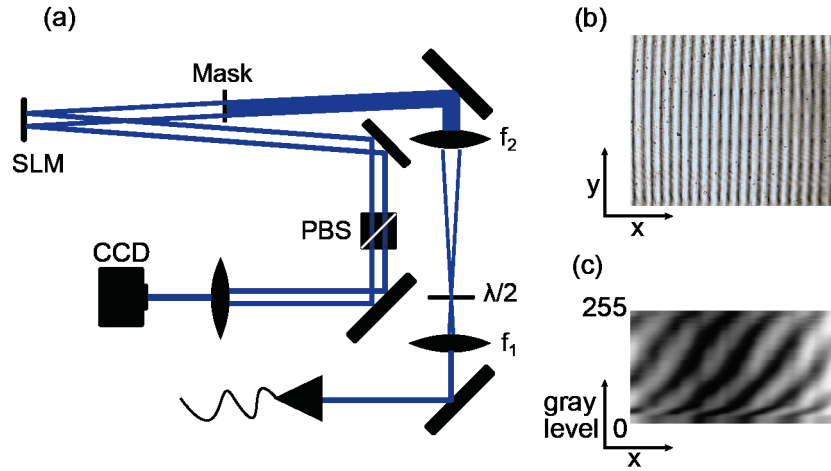 (a)
Mask
SLM
f2
PBS
CCD
λ/2
f1
(b)
y
x
(c)
255
gray
level
0
x